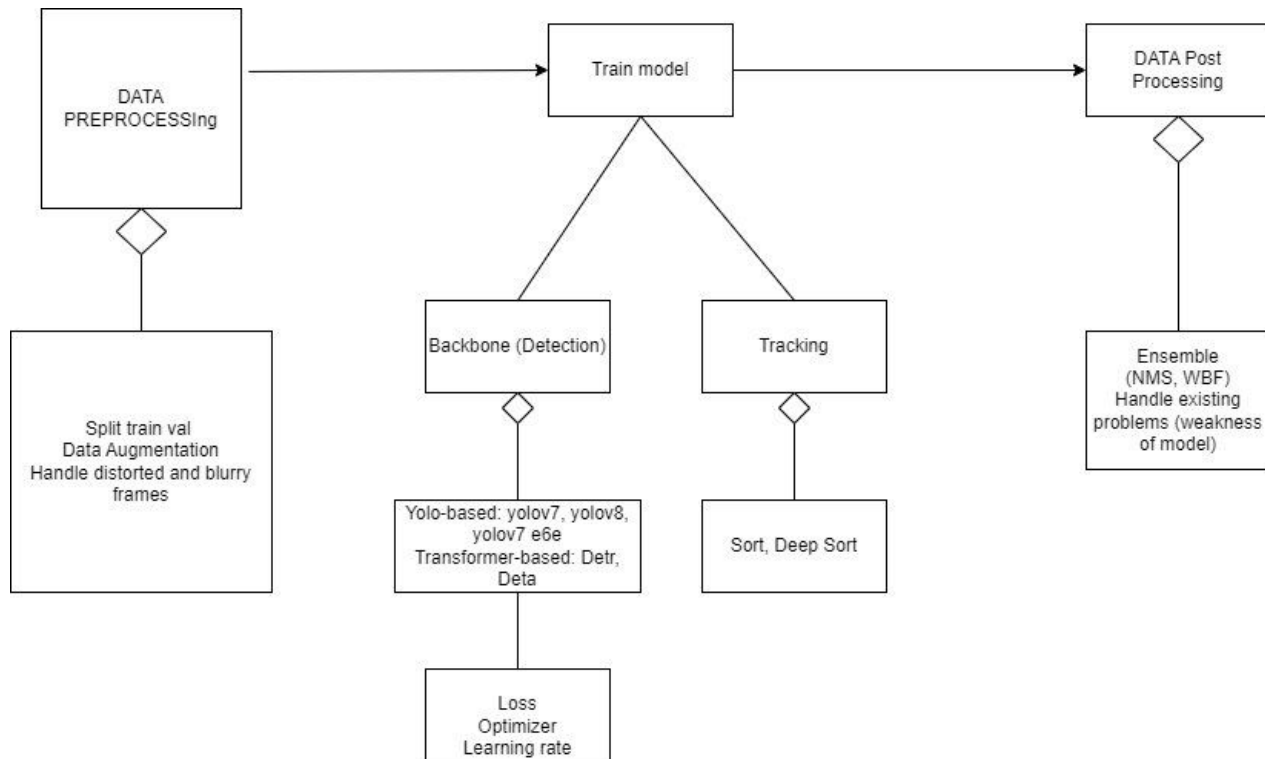 DATA
PREPROCESSIng
Train model
DATA Post
Processing
Backbone (Detection)
Tracking
Split train val
Data Augmentation
Handle distorted and blurry
frames
Ensemble
(NMS, WBF)
Handle existing
problems (weakness
of model)
Yolo-based: yolov7, yolov8,
yolov7 e6e
Transformer-based: Detr,
Deta
Sort, Deep Sort
Loss
Optimizer
Learning rate